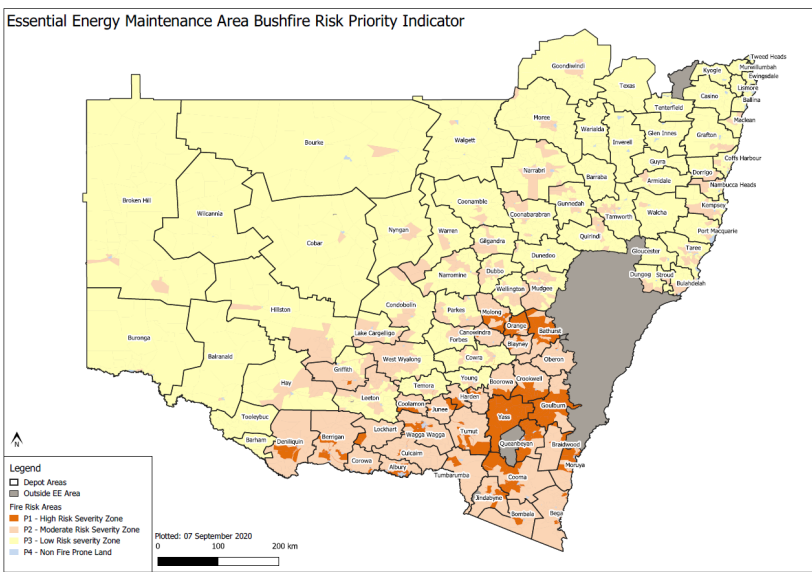 Essential Energy Maintenance Area Bushfire Risk Priority Indicator
Tweed Heads
Goondiwindi
Kyogle
Murwillumbah
Ewingsdale
Texas
Lismore
Casino
Ballina
Tenterfield
Maclean
Moree
Warialda
Glen Innes
Grafton
Bourke
Walgett
Inverell
Guyra
Coffs Harbour
Narrabri
Barraba
Armidale
Dorrigo
Nambucca Heads
Broken Hill
Wilcannia
Coonamble
Gunnedah
Kempsey
Coonabarabran
Tamworth
Walcha
Nyngan
Warren
Port Macquarie
Cobar
Gilgandra
Quirindi
Taree
Gloucester
Dunedoo
Narromine
Dubbo
Dungog
Stroud
Wellington
Mudgee
Bulahdelah
Condobolin
Hillston
Parkes
Molong
Orange
Lake Cargelligo
Canowindra
Bathurst
Buronga
Forbes
Blayney
Balranald
West Wyalong
Cowra
Oberon
Griffith
Hay
Temora
Young
Boorowa
Crookwell
Leeton
Harden
Coolamon
Junee
Goulburn
Tooleybuc
Yass
Lockhart
Wagga Wagga
Tumut
Barham
Deniliquin
Berrigan
Queanbeyan
Braidwood
Culcairn
Corowa
Albury
Tumbarumba
Moruya
Cooma
Jindabyne
Bega
Bombala
N
Legend
Depot Areas
Outside EE Area
Fire Risk Areas
P1 - High Risk Severity Zone
P2 - Moderate Risk Severity Zone
P3 - Low Risk severity Zone
P4 - Non Fire Prone Land
Plotted: 07 September 2020
0 100 200 km